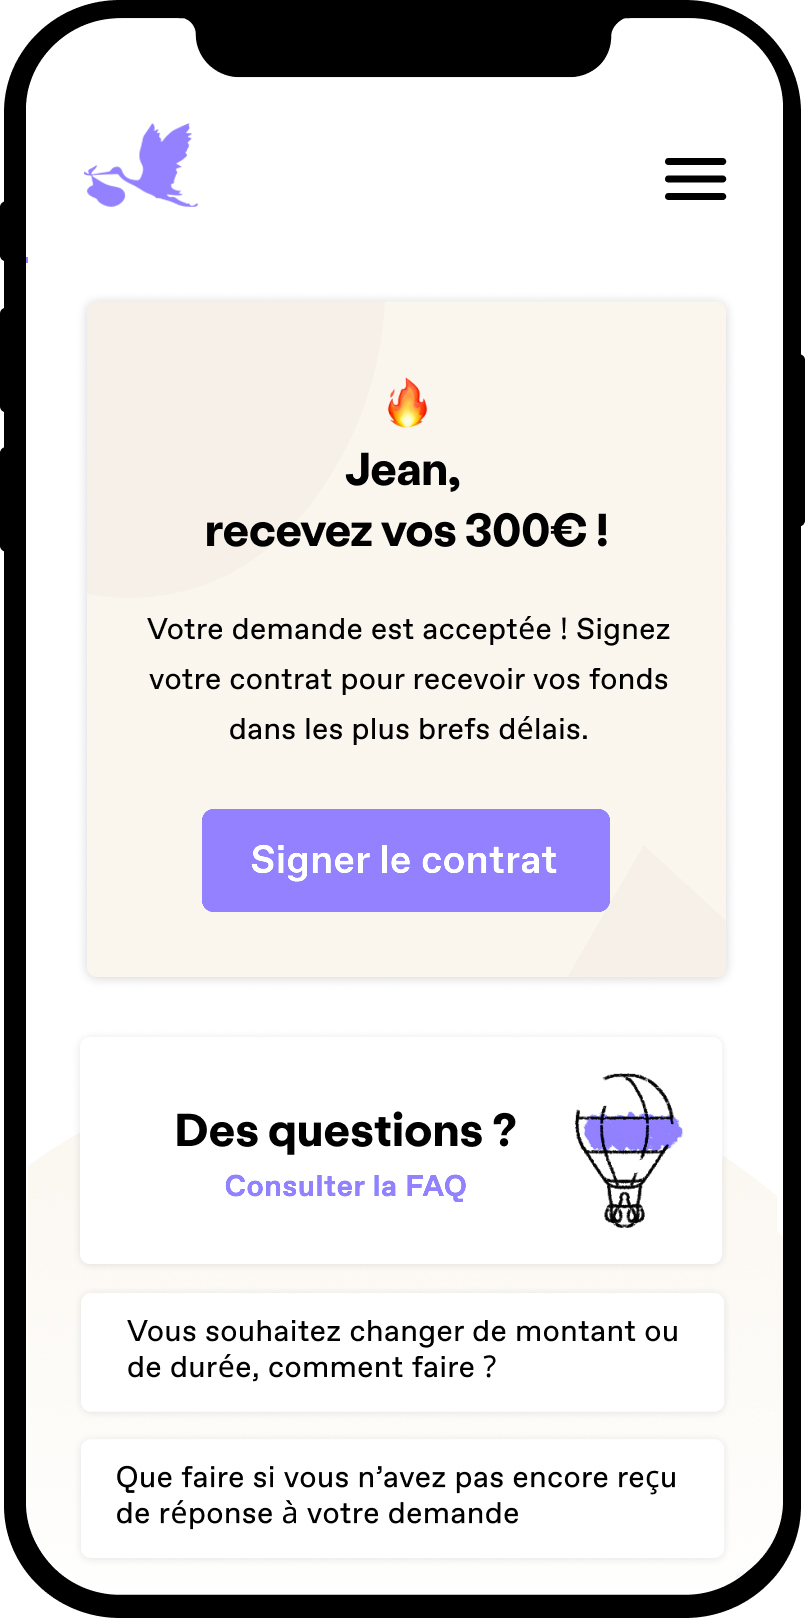 Jean,
recevez vos 300€ !
Votre demande est acceptée ! Signez
votre contrat pour recevoir vos fonds
dans les plus brefs délais.
Signer le contrat
Des questions ?
Consulter la FAQ
Vous souhaitez changer de montant ou
de durée, comment faire ?
Que faire si vous n’avez pas encore reçu
de réponse à votre demande